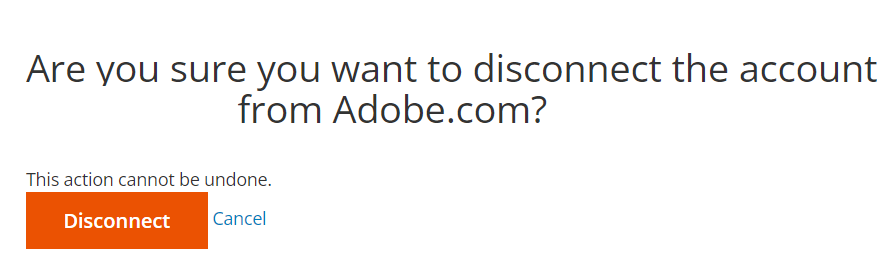 Are you sure you want to disconnect the account
from Adobe.com?
This action cannot be undone.
Disconnect Cancel